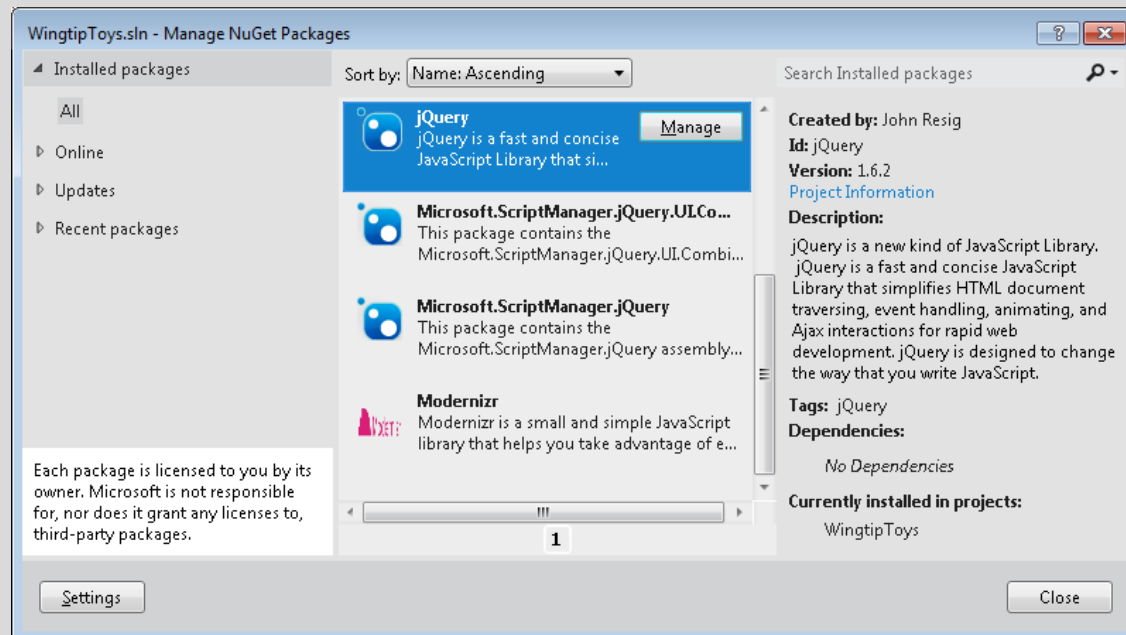 WingtipToys.sln - Manage NuGet Packages
Installed packages
All
Online
Updates
Recent packages
Each package is licensed to you by its
owner. Microsoft is not responsible
for, nor does it grant any licenses to,
third-party packages.
Settings
Sort by: Name: Ascending
jQuery
jQuery is a fast and concise
JavaScript Library that si...
Manage
Microsoft.ScriptManager.jQuery.UI.Co...
This package contains the
Microsoft.ScriptManager.jQuery.UI.Combi...
Microsoft.ScriptManager.jQuery
This package contains the
Microsoft.ScriptManager.jQuery assembly...
Modernizr
Modernizr is a small and simple JavaScript
library that helps you take advantage of e...
1
Search Installed packages
Created by: John Resig
Id: jQuery
Version: 1.6.2
Project Information
Description:
jQuery is a new kind of JavaScript Library.
jQuery is a fast and concise JavaScript
Library that simplifies HTML document
traversing, event handling, animating, and
Ajax interactions for rapid web
development. jQuery is designed to change
the way that you write JavaScript.
Tags: jQuery
Dependencies:
No Dependencies
Currently installed in projects:
WingtipToys
Close